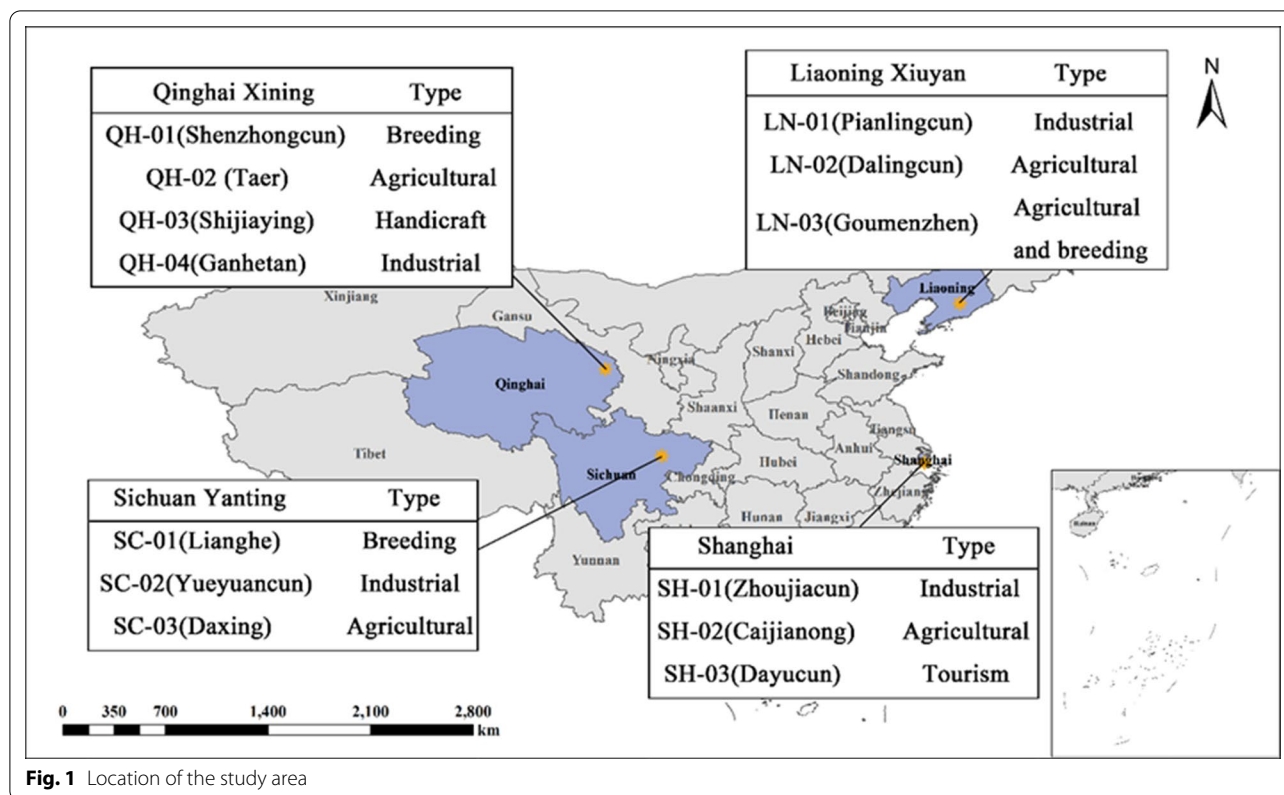 Qinghai Xining Type
QH-01(Shenzhongcun) Breeding
QH-02 (Taer) Agricultural
QH-03(Shijiaying) Handicraft
QH-04(Ganhetan) Industrial
Liaoning Xiuyan Type
LN-01(Pianlingcun) Industrial
LN-02(Dalingcun) Agricultural
LN-03(Goumenzhen) Agricultural
and breeding
N
Xinjiang
Gansu
Liaoning
Beijing
Tianjin
Hebei
Ningxia
Shanxi
Shandong
Qinghai
Shaanxi
Henan
Jiangsu
Anhui
Tibet
Sichuan
Chongding
Hubei
Shanghai
Zhejiang
Hunan
Jiangxi
Yunnan
Sichuan Yanting Type
SC-01(Lianghe) Breeding
SC-02(Yueyuancun) Industrial
SC-03(Daxing) Agricultural
Shanghai Type
SH-01(Zhoujiacun) Industrial
SH-02(Caijianong) Agricultural
SH-03(Dayucun) Tourism
Hainan
0 350 700 1,400 2,100 2,800
km
Fig. 1 Location of the study area